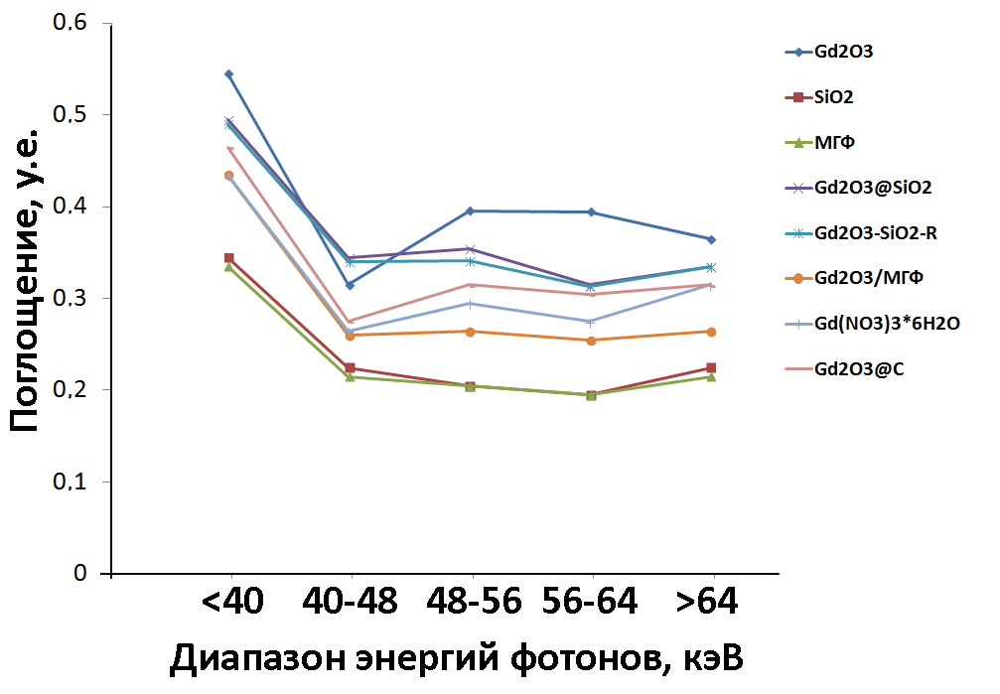 Поглощение, у.е.
0,6
0,5
0,4
0,3
0,2
0,1
0
<40 40-48 48-56 56-64 >64
Диапазон энергий фотонов, кэВ
Gd2O3
SiO2
МГФ
Gd2O3@SiO2
Gd2O3-SiO2-R
Gd2O3/МГФ
Gd(NO3)3*6H2O
Gd2O3@C